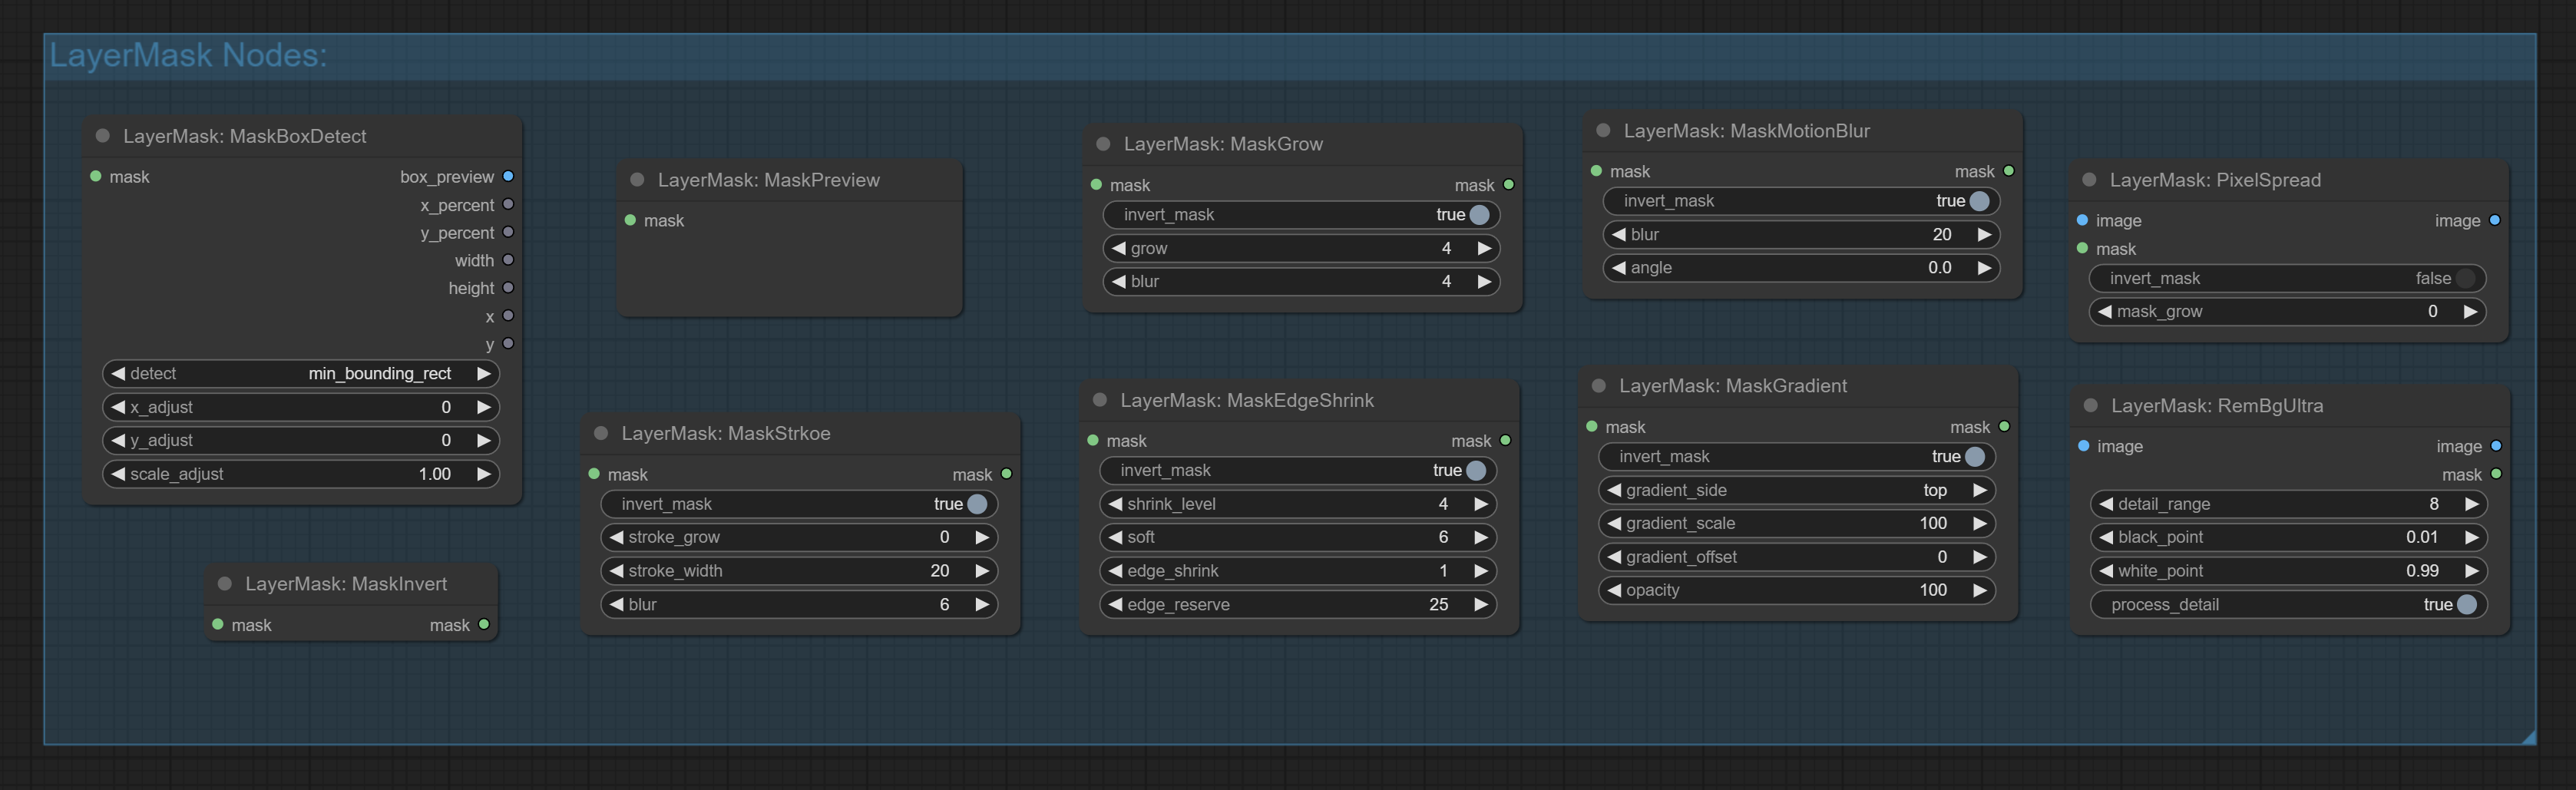 LayerMask Nodes:
LayerMask: MaskBoxDetect
mask box_preview
x_percent
y_percent
width
height
x
y
detect min_bounding_rect
x_adjust 0
y_adjust 0
scale_adjust 1.00
LayerMask: MaskInvert
mask mask
LayerMask: MaskPreview
mask
LayerMask: MaskStrkoe
mask mask
invert_mask true
stroke_grow 0
stroke_width 20
blur 6
LayerMask: MaskGrow
mask mask
invert_mask true
grow 4
blur 4
LayerMask: MaskEdgeShrink
mask mask
invert_mask true
shrink_level 4
soft 6
edge_shrink 1
edge_reserve 25
LayerMask: MaskMotionBlur
mask mask
invert_mask true
blur 20
angle 0.0
LayerMask: MaskGradient
mask mask
invert_mask true
gradient_side top
gradient_scale 100
gradient_offset 0
opacity 100
LayerMask: PixelSpread
image image
mask
invert_mask false
mask_grow 0
LayerMask: RemBgUltra
image image
mask
detail_range 8
black_point 0.01
white_point 0.99
process_detail true